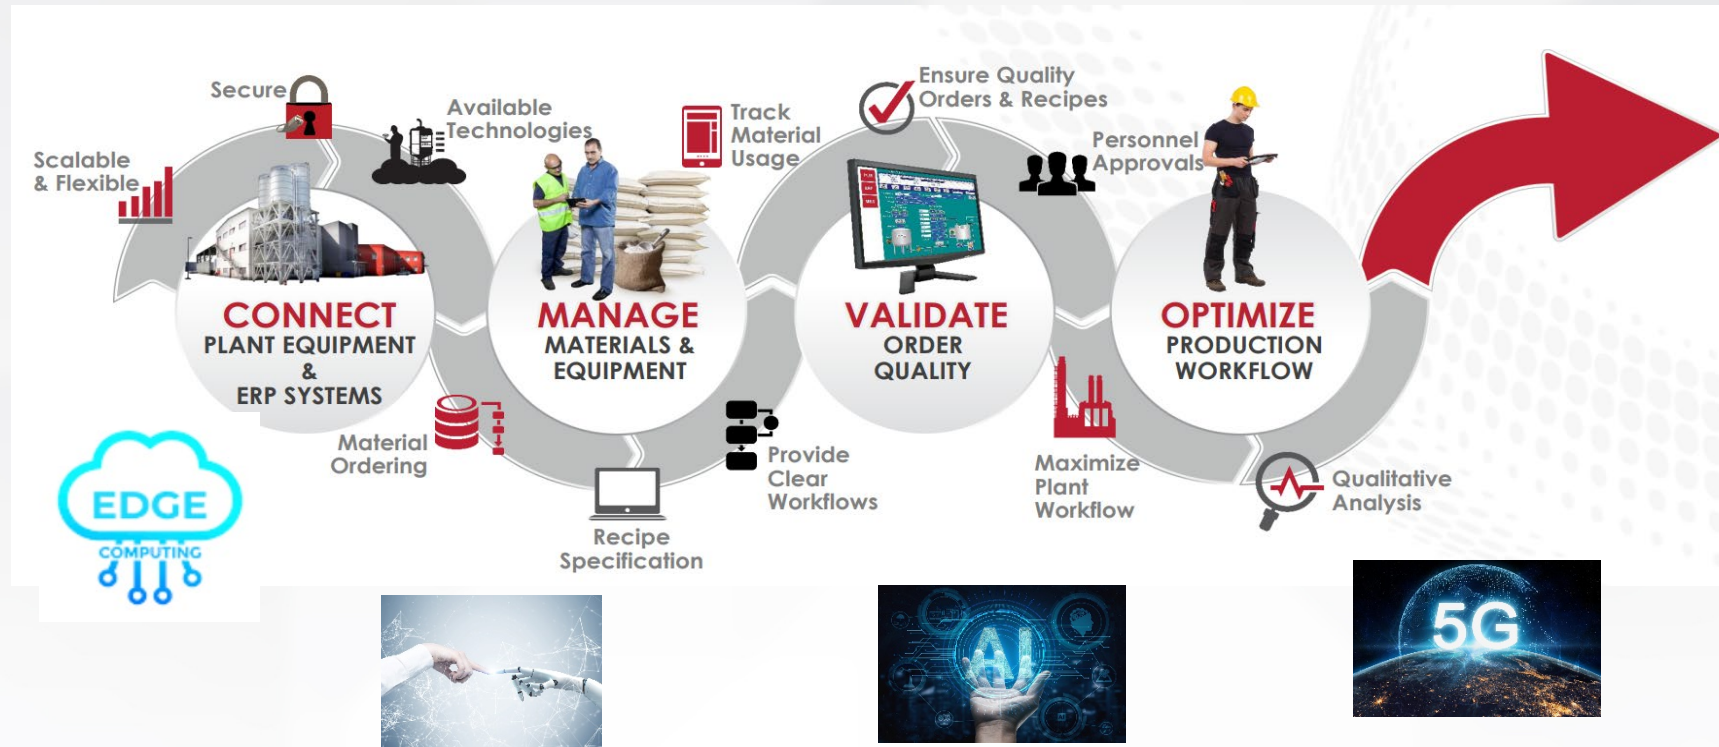 Secure
Scalable
& Flexible
Available
Technologies
CONNECT
PLANT EQUIPMENT
&
ERP SYSTEMS
Material
Ordering
MANAGE
MATERIALS &
EQUIPMENT
Recipe
Specification
Track
Material
Usage
Provide
Clear
Workflows
Ensure Quality
Orders & Recipes
VALIDATE
ORDER
QUALITY
Personnel
Approvals
Maximize
Plant
Workflow
OPTIMIZE
PRODUCTION
WORKFLOW
Qualitative
Analysis
EDGE
COMPUTING
AI
5G